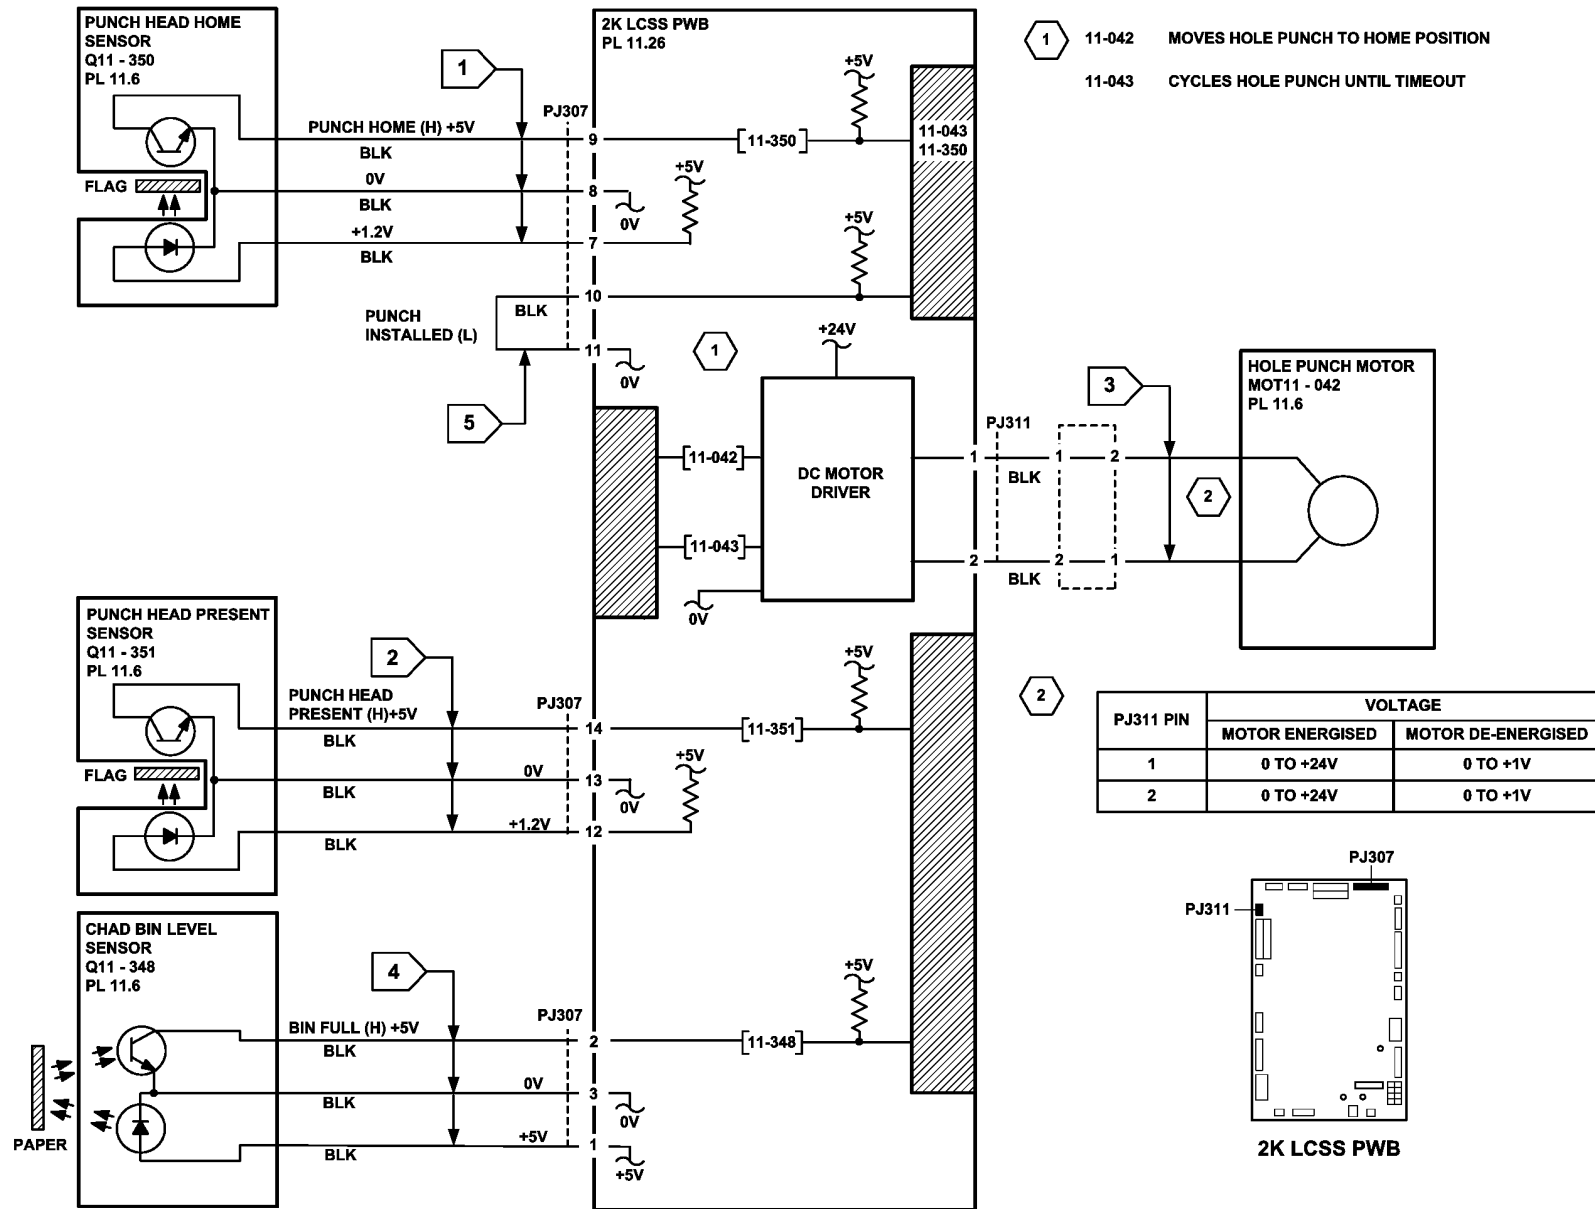 PUNCH HEAD HOME
SENSOR
Q11 - 350
PL 11.6
FLAG
PUNCH HOME (H) +5V
BLK
0V
BLK
+1.2V
BLK
1
PJ307
9
8
7
10
11
PUNCH
INSTALLED (L)
BLK
5
2K LCSS PWB
PL 11.26
+5V
[11-350]
11-043
11-350
+5V
0V
+5V
0V
1
+24V
[11-042]
[11-043]
DC MOTOR
DRIVER
0V
1
2
PJ311
BLK
BLK
1 2
2 1
3
2
HOLE PUNCH MOTOR
MOT11 - 042
PL 11.6
1 11-042 MOVES HOLE PUNCH TO HOME POSITION
11-043 CYCLES HOLE PUNCH UNTIL TIMEOUT
PUNCH HEAD PRESENT
SENSOR
Q11 - 351
PL 11.6
FLAG
2
PUNCH HEAD
PRESENT (H)+5V
BLK
0V
BLK
+1.2V
BLK
PJ307
14
13
12
+5V
[11-351]
+5V
0V
2
PJ311 PIN
VOLTAGE
MOTOR ENERGISED MOTOR DE-ENERGISED
1 0 TO +24V 0 TO +1V
2 0 TO +24V 0 TO +1V
CHAD BIN LEVEL
SENSOR
Q11 - 348
PL 11.6
PAPER
4
BIN FULL (H) +5V
BLK
0V
BLK
+5V
BLK
PJ307
2
3
1
+5V
[11-348]
0V
+5V
PJ307
PJ311
2K LCSS PWB